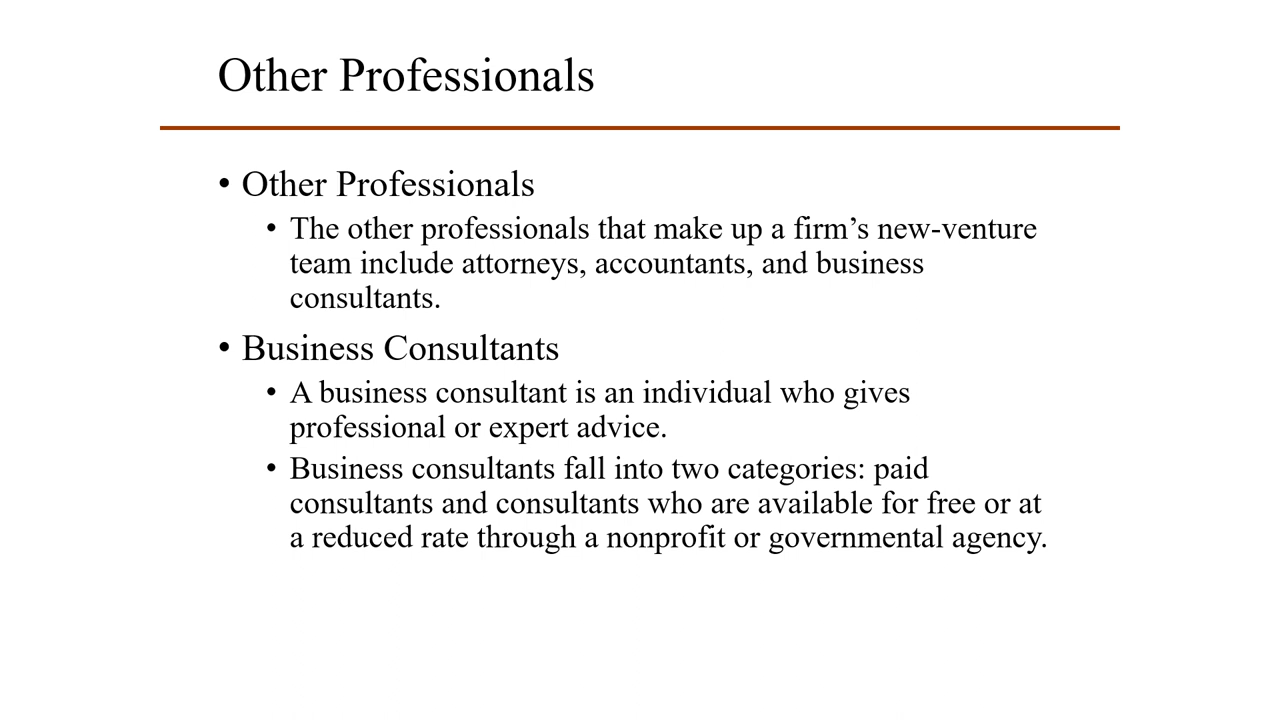 Other Professionals
• Other Professionals
• The other professionals that make up a firm’s new-venture
team include attorneys, accountants, and business
consultants.
• Business Consultants
• A business consultant is an individual who gives
professional or expert advice.
• Business consultants fall into two categories: paid
consultants and consultants who are available for free or at
a reduced rate through a nonprofit or governmental agency.